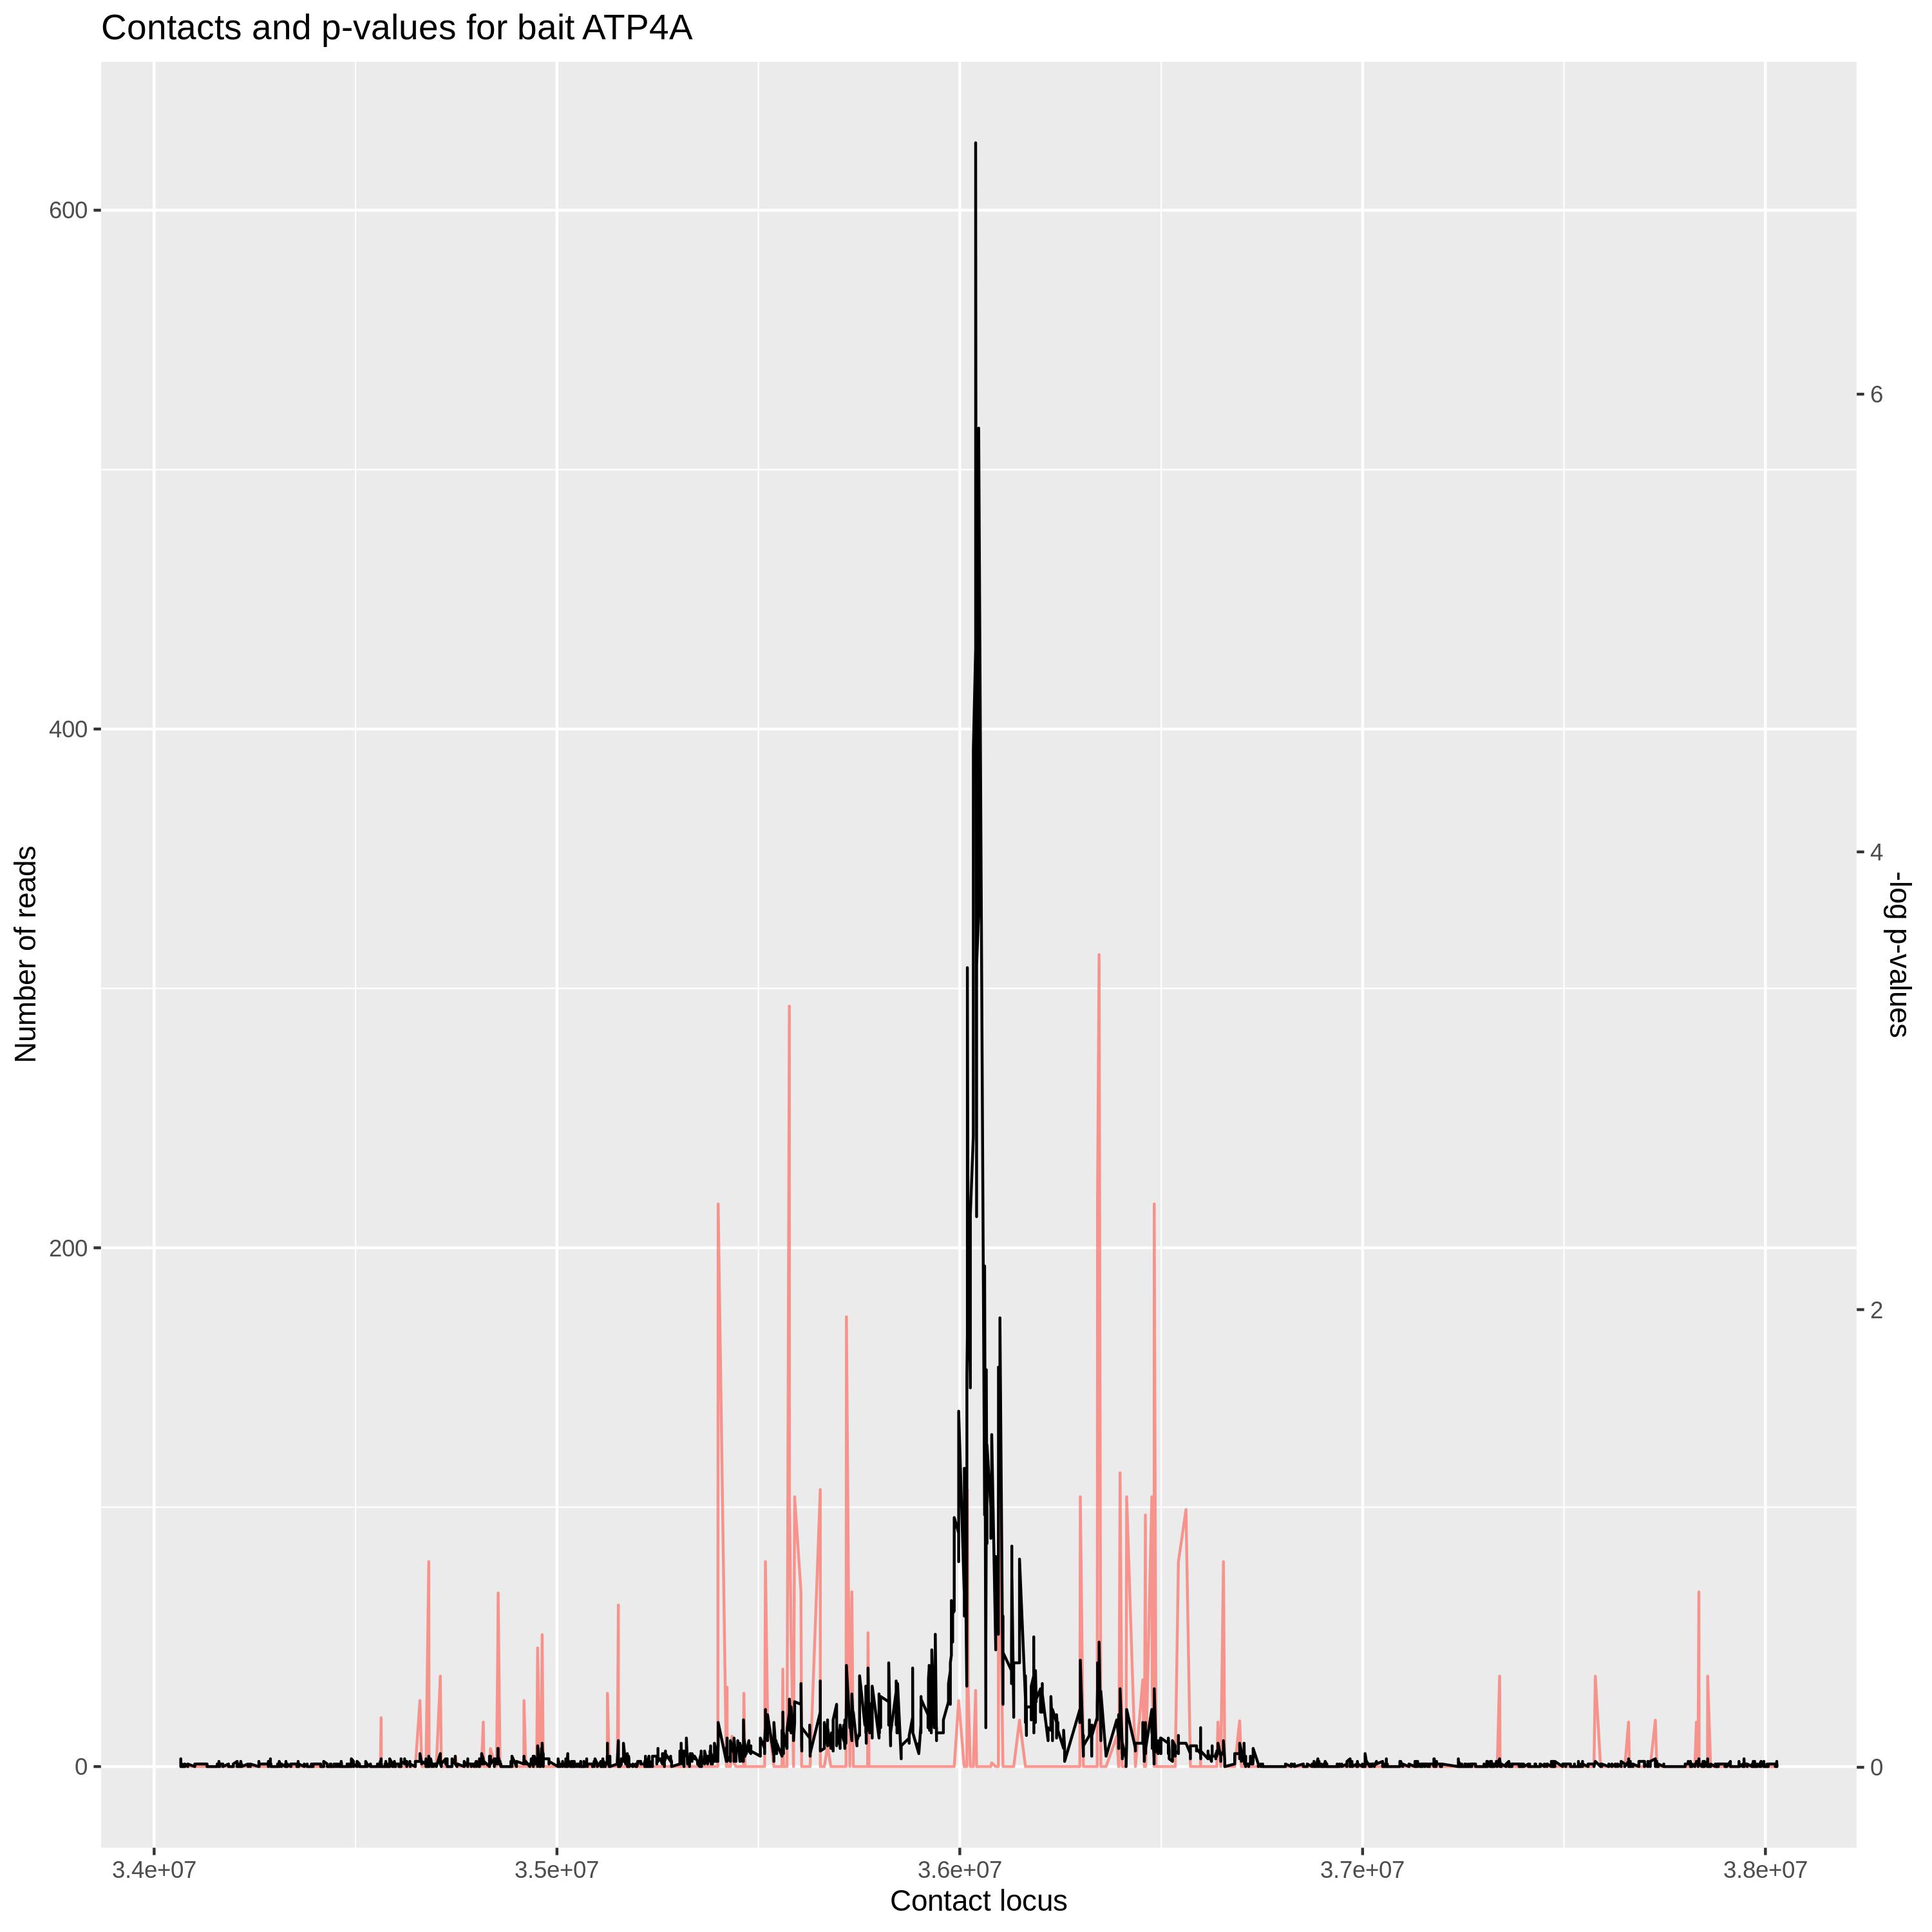 Contacts and p-values for bait ATP4A
600
400
200
0
Number of reads
6
4
2
0
-log p-values
3.4e+07 3.5e+07 3.6e+07 3.7e+07 3.8e+07
Contact locus